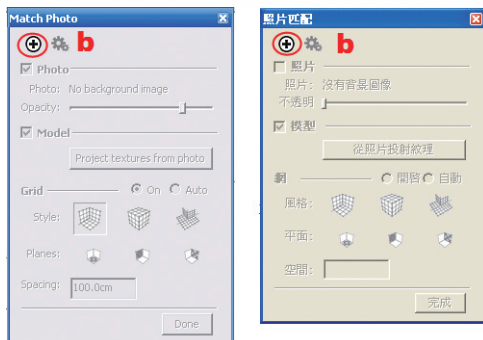 Match Photo
b
Photo
Photo: No background image
Opacity:
Model
Project textures from photo
Grid On Auto
Style:
Planes:
Spacing: 100.0cm
Done
照片匹配
b
照片
照片: 沒有背景圖像
不透明
模型
從照片投射紋理
剜 開啓 自動
風格:
平面:
空間:
完成